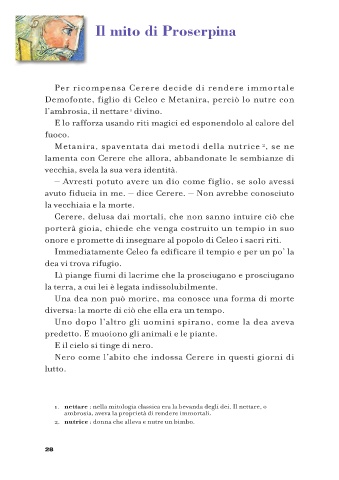 Il mito di Proserpina
Per ricompensa Cerere decide di rendere immortale
Demofonte, figlio di Celeo e Metanira, perciò lo nutre con
l'ambrosia, il nettare 1 divino.
E lo rafforza usando riti magici ed esponendolo al calore del
fuoco.
Metanira, spaventata dai metodi della nutrice 2, se ne
lamenta con Cerere che allora, abbandonate le sembianze di
vecchia, svela la sua vera identità.
— Avresti potuto avere un dio come figlio, se solo avessi
avuto fiducia in me. — dice Cerere. — Non avrebbe conosciuto
la vecchiaia e la morte.
Cerere, delusa dai mortali, che non sanno intuire ciò che
porterà gioia, chiede che venga costruito un tempio in suo
onore e promette di insegnare al popolo di Celeo i sacri riti.
Immediatamente Celeo fa edificare il tempio e per un po' la
dea vi trova rifugio.
Lì piange fiumi di lacrime che la prosciugano e prosciugano
la terra, a cui lei è legata indissolubilmente.
Una dea non può morire, ma conosce una forma di morte
diversa: la morte di ciò che ella era un tempo.
Uno dopo l'altro gli uomini spirano, come la dea aveva
predetto. E muoiono gli animali e le piante.
E il cielo si tinge di nero.
Nero come l'abito che indossa Cerere in questi giorni di
lutto.
1. nettare : nella mitologia classica era la bevanda degli dei. Il nettare, o
ambrosia, aveva la proprietà di rendere immortali.
2. nutrice : donna che alleva e nutre un bimbo.
28